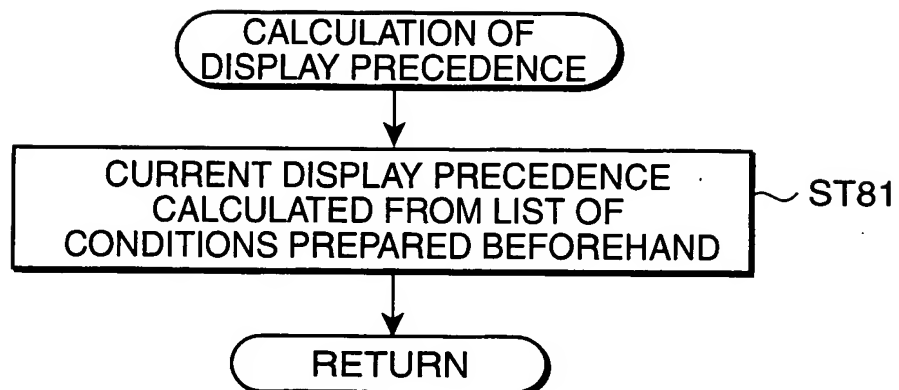 CALCULATION OF
DISPLAY PRECEDENCE
CURRENT DISPLAY PRECEDENCE
CALCULATED FROM LIST OF
CONDITIONS PREPARED BEFOREHAND
ST81
RETURN